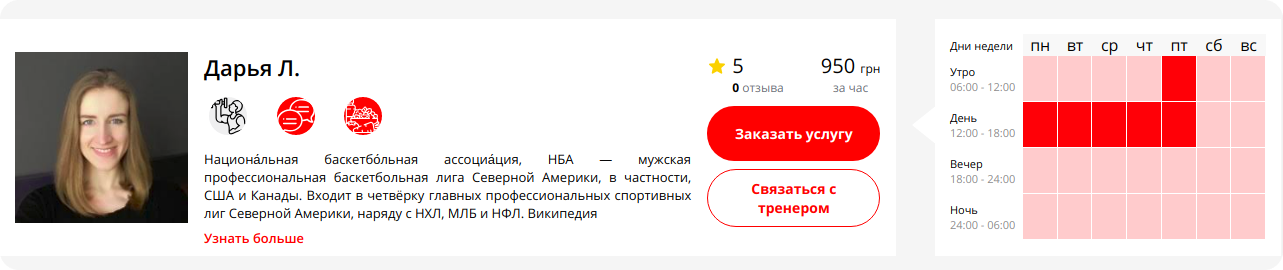 Дарья Л.
Национа́льная баскетбо́льная ассоциа́ция, НБА — мужская
профессиональная баскетбольная лига Северной Америки, в частности,
США и Канады. Входит в четвёрку главных профессиональных спортивных
лиг Северной Америки, наряду с НХЛ, МЛБ и НФЛ. Википедия
Узнать больше
5
0 отзыва
950 грн
за час
Заказать услугу
Связаться с
тренером
Дни недели пн вт ср чт пт сб вс
Утро
06:00 - 12:00
День
12:00 - 18:00
Вечер
18:00 - 24:00
Ночь
24:00 - 06:00